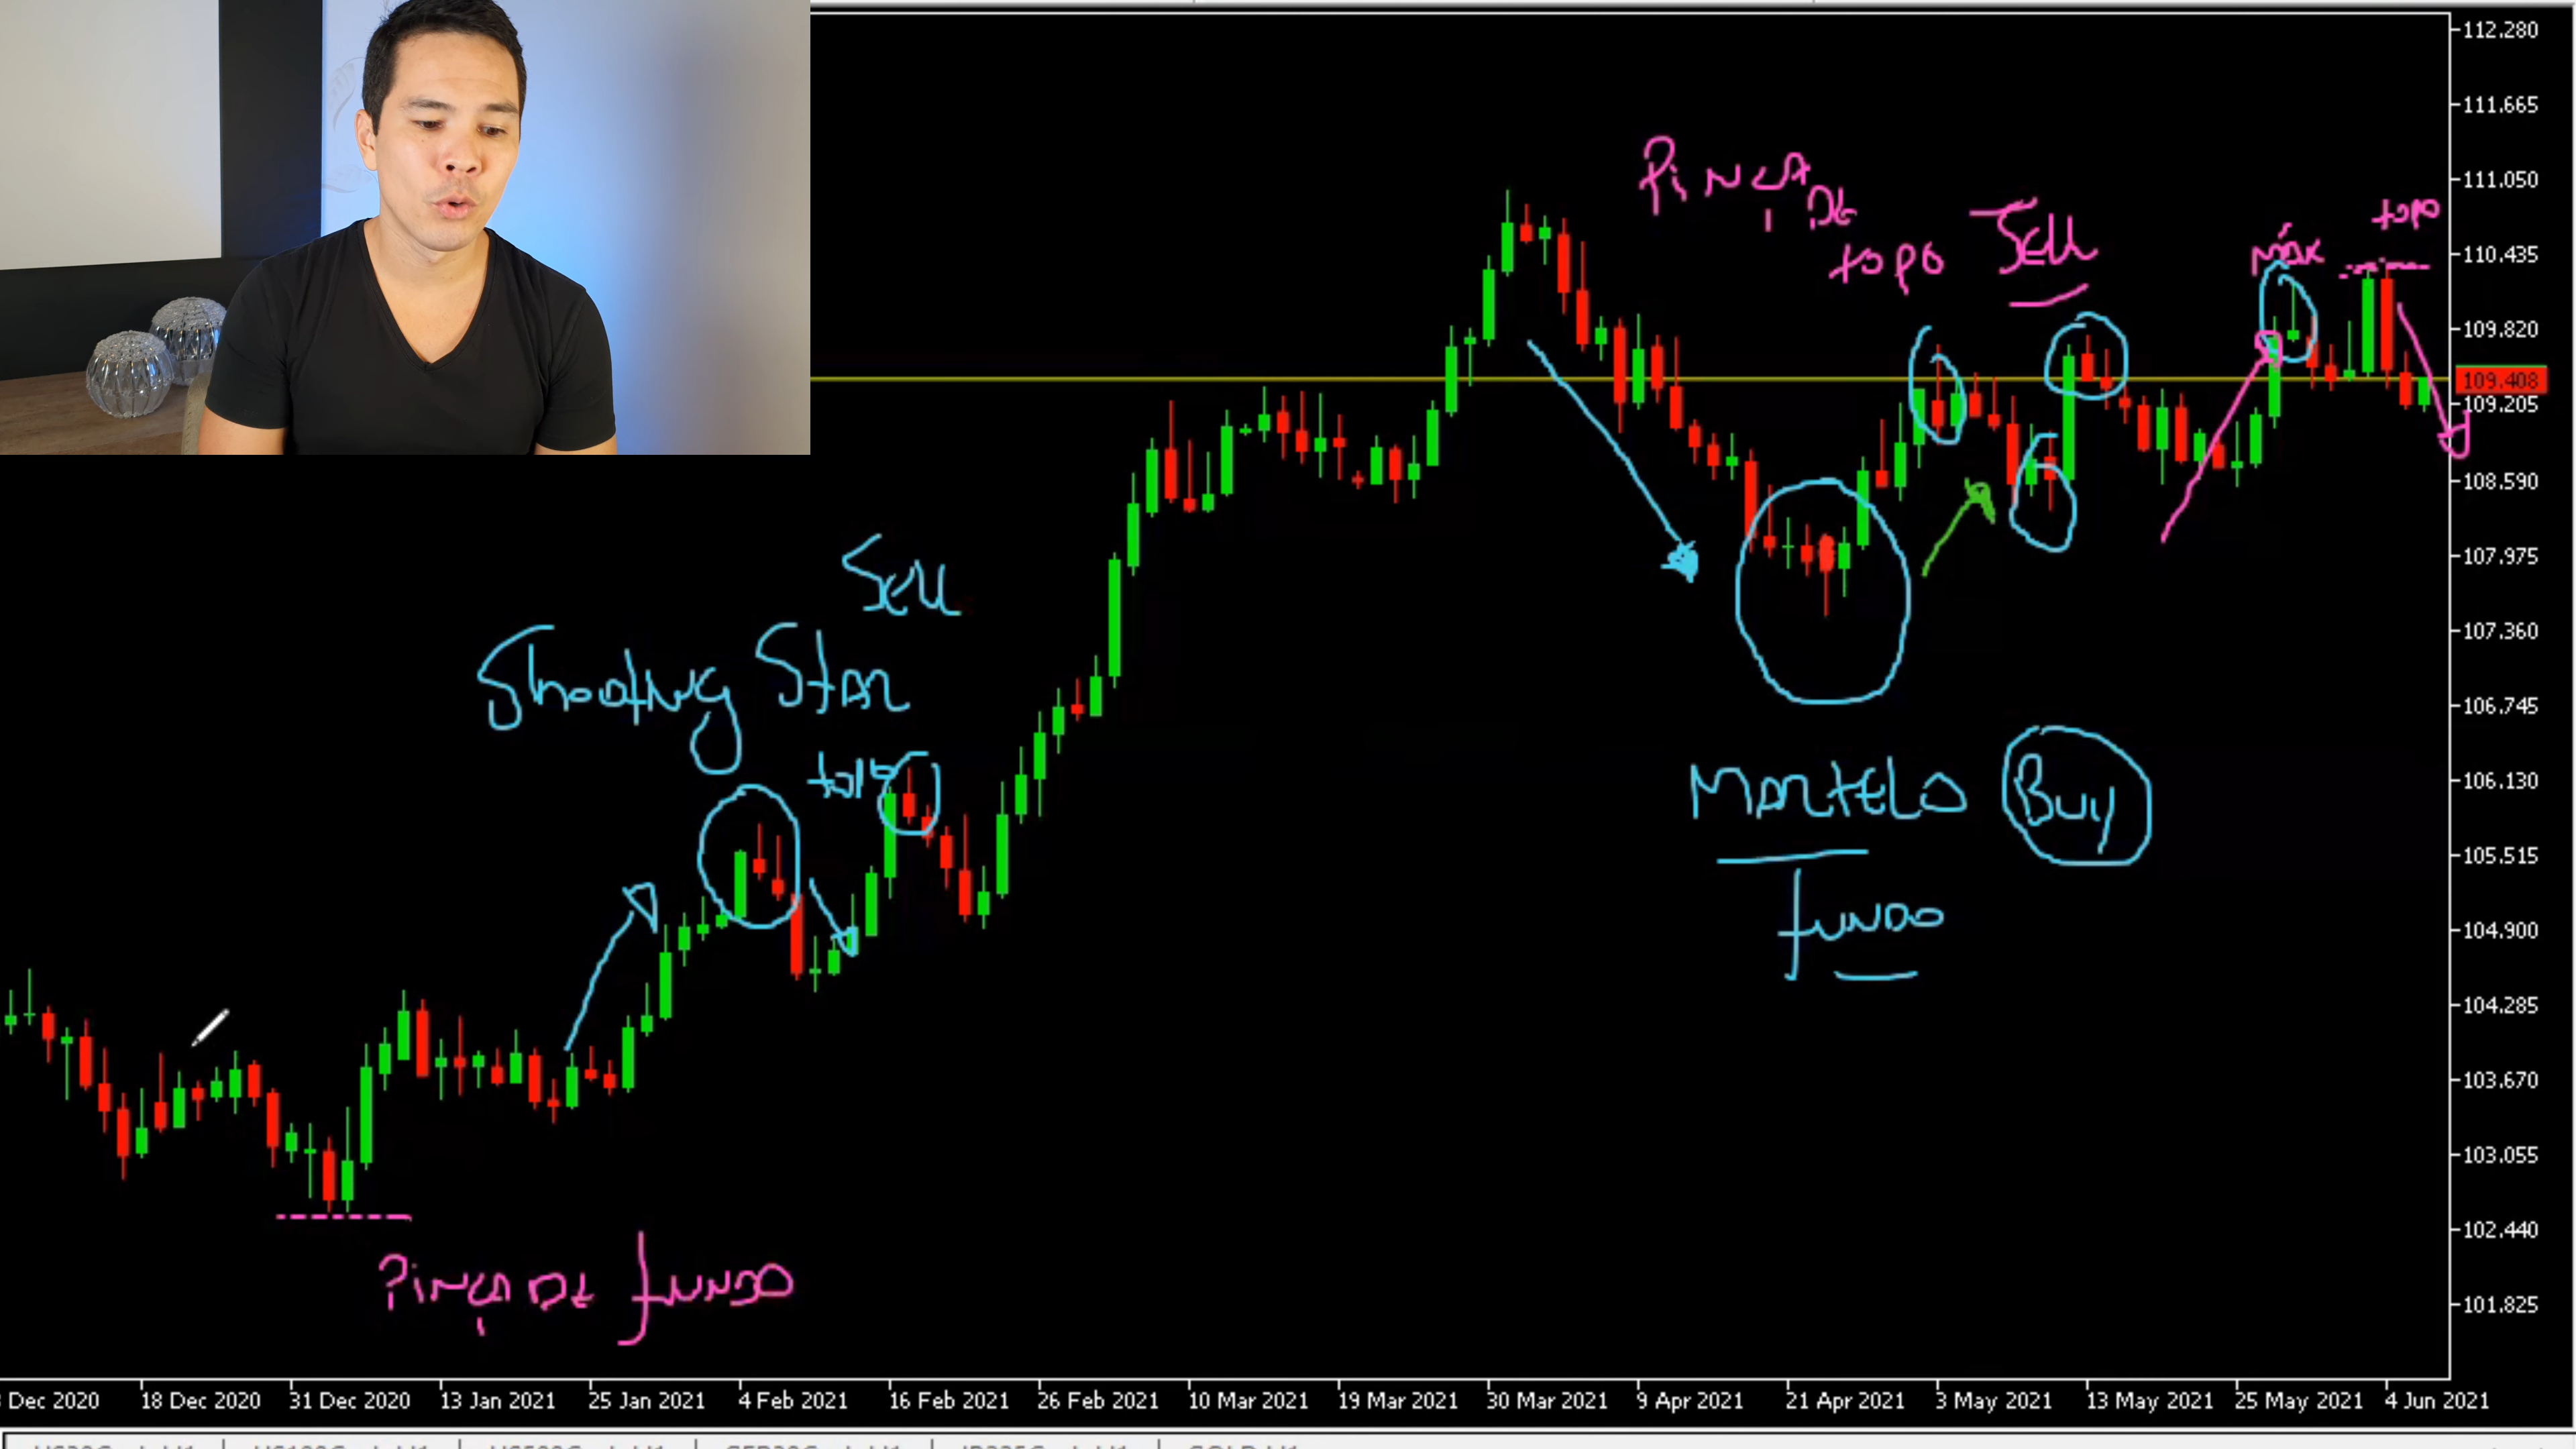 112.280
111.665
111.050
110.435
109.820
109.408
109.205
108.590
107.975
107.360
106.745
106.130
105.515
104.900
104.285
103.670
103.055
102.440
101.825
Pinça de
topo
Sell
máx
topo
Sell
Shooting Star
topo
Martelo Buy
fundo
Pinça de fundo
Dec 2020 18 Dec 2020 31 Dec 2020 13 Jan 2021 25 Jan 2021 4 Feb 2021 16 Feb 2021 26 Feb 2021 10 Mar 2021 19 Mar 2021 30 Mar 2021 9 Apr 2021 21 Apr 2021 3 May 2021 13 May 2021 25 May 2021 4 Jun 2021